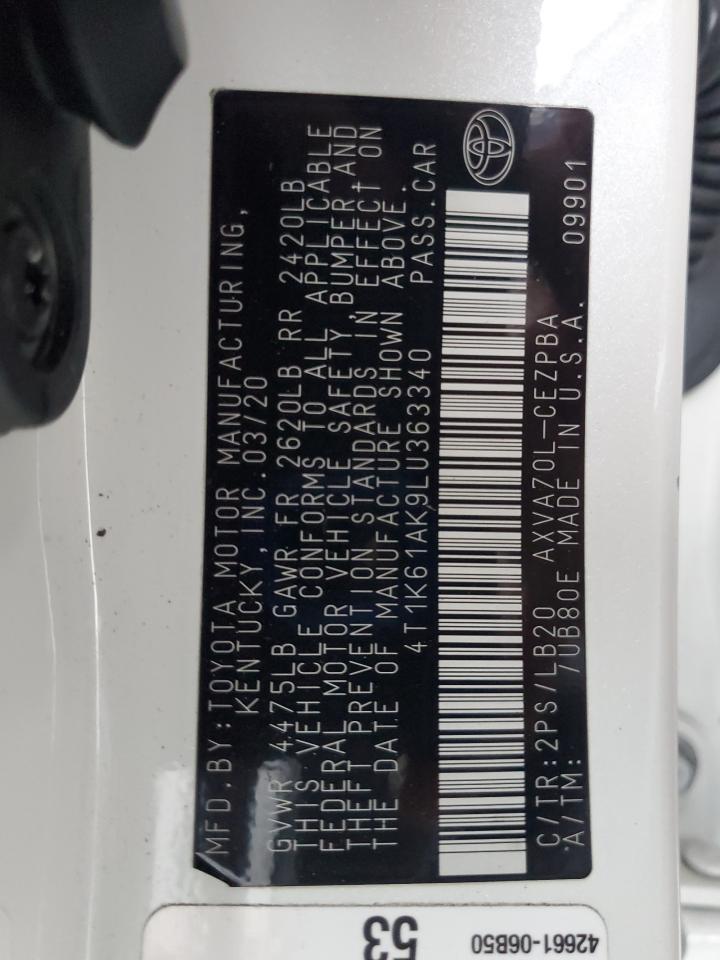 MFD.BY:TOYOTA MOTOR MANUFACTURING,
KENTUCKY,INC.03/20
GVWR 4475LB GAWR FR 2620LB RR 2420LB
THIS VEHICLE CONFORMS TO ALL APPLICABLE
FEDERAL MOTOR VEHICLE SAFETY,BUMPER,AND
THEFT PREVENTION STANDARDS IN EFFECT ON
THE DATE OF MANUFACTURE SHOWN ABOVE.
4T1K61AK9LU363340 PASS.CAR
C/TR:2PS/LB20 AXVA70L-CEZPBA 09901
A/TM: /UB80E MADE IN U.S.A.
53 42661-06B50